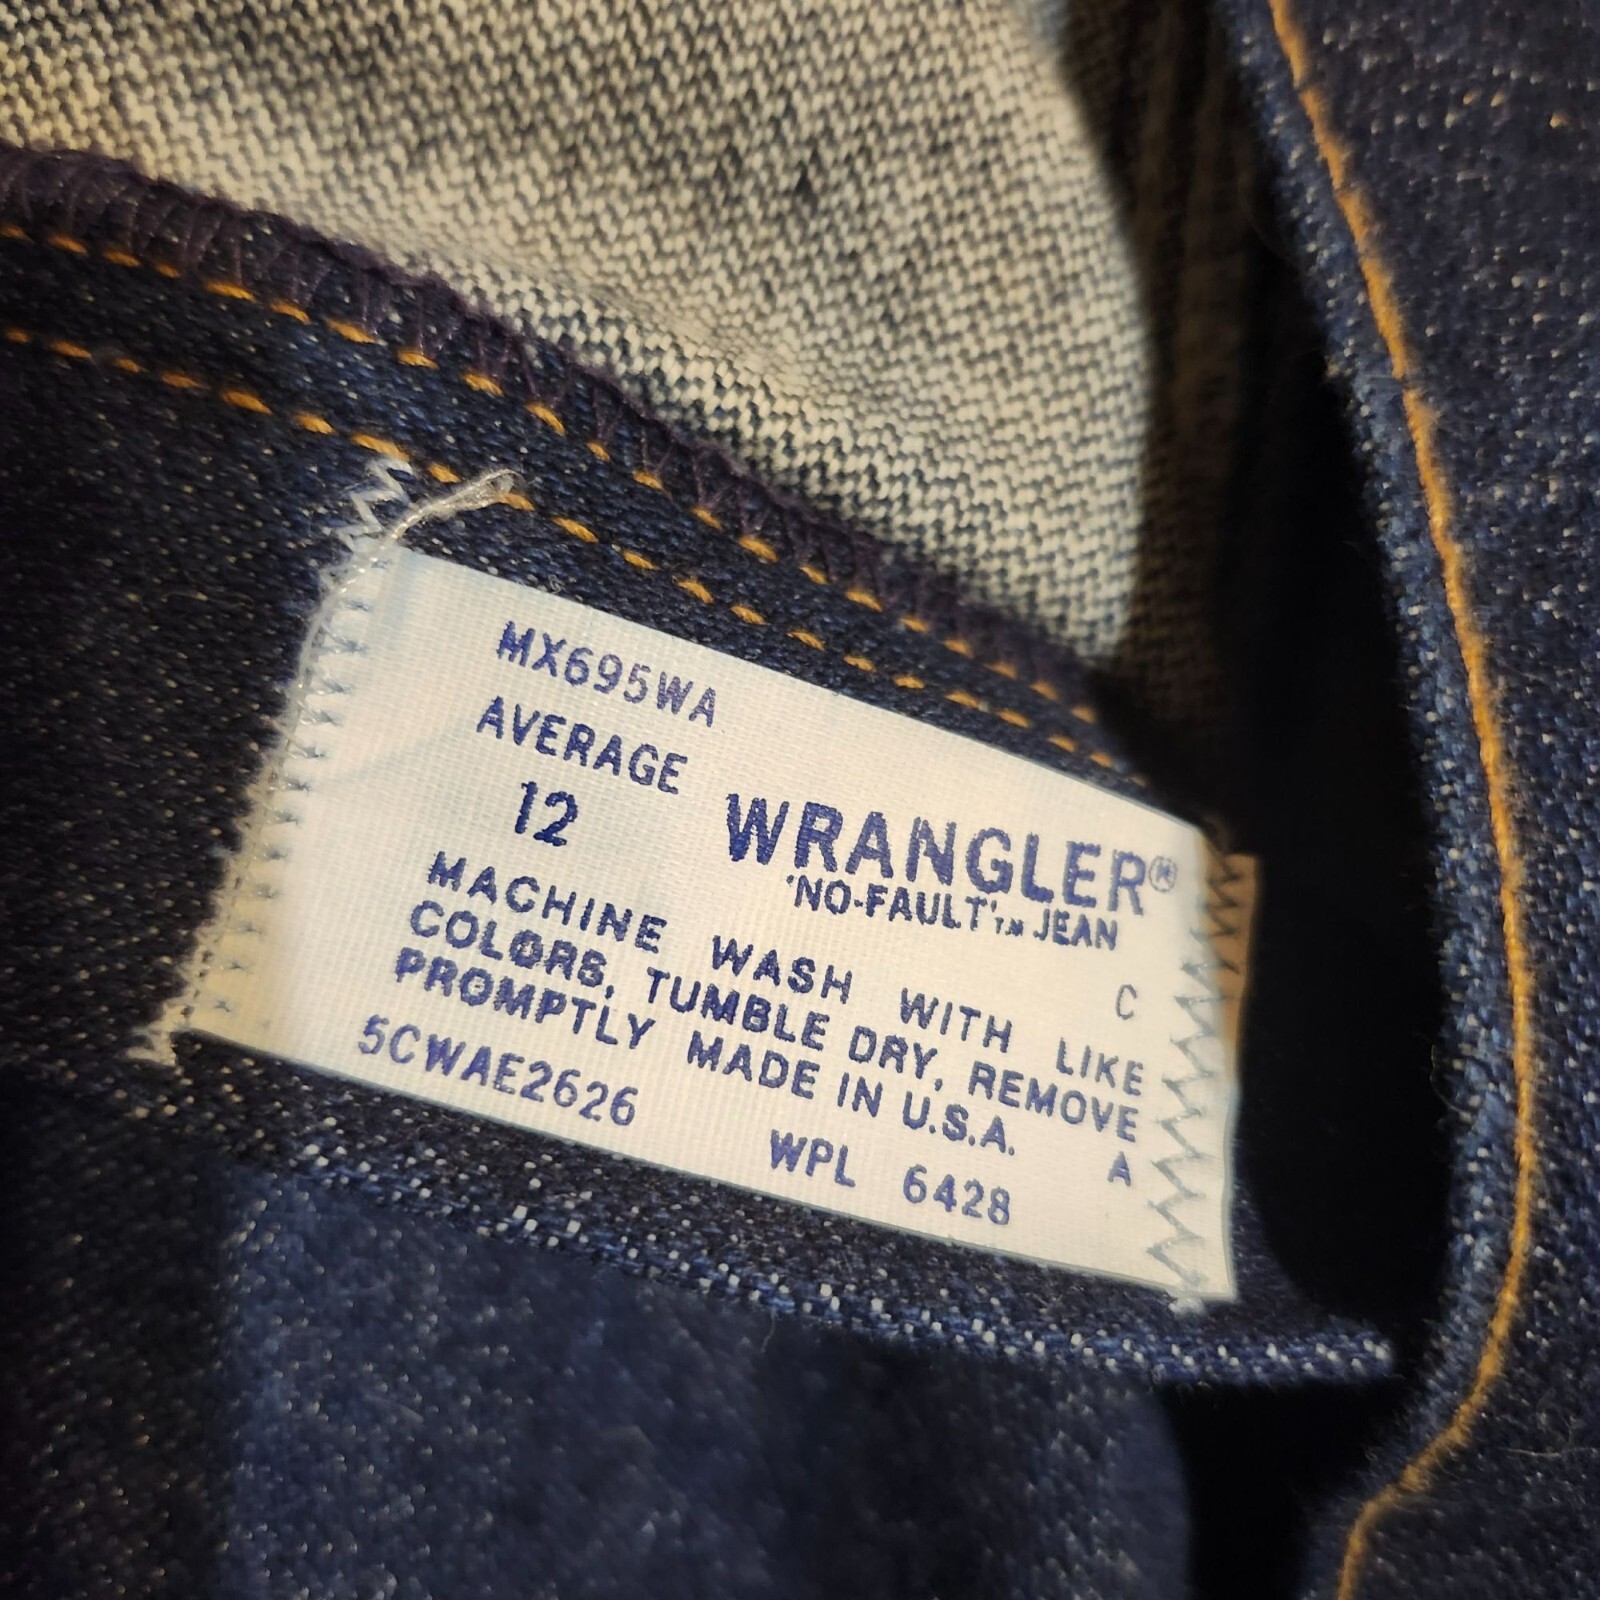 MX695WA
AVERAGE
12
WRANGLER®
'NO-FAULT'TM JEAN
C
MACHINE WASH WITH LIKE
COLORS, TUMBLE DRY, REMOVE
PROMPTLY MADE IN U.S.A.
A
5CWAE2626
WPL 6428